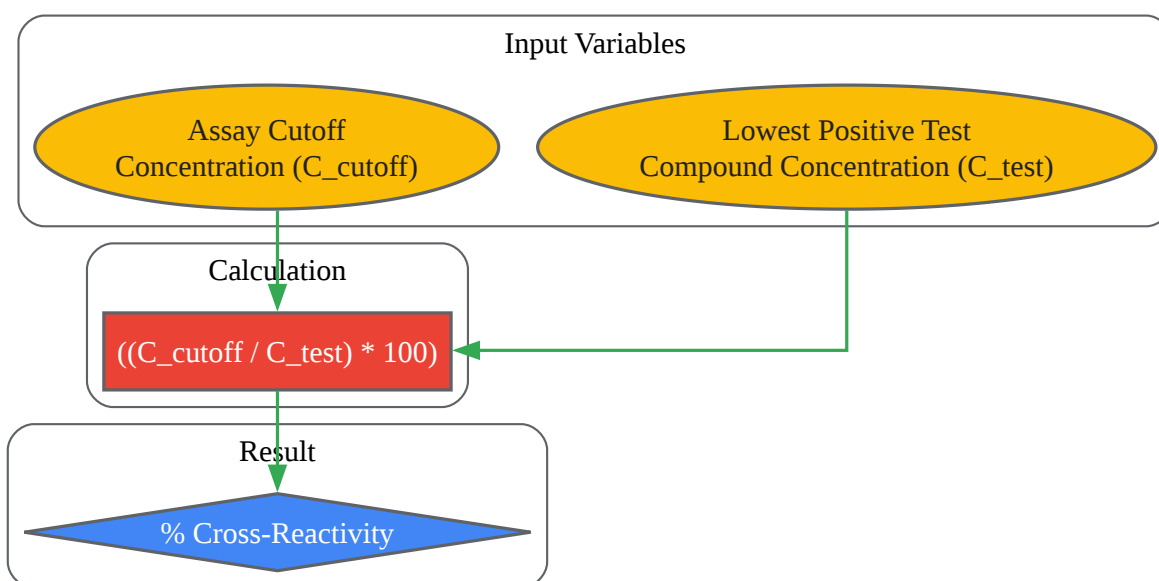 Input Variables
Assay Cutoff
Concentration (C_cutoff)
Lowest Positive Test
Compound Concentration (C_test)
Calculation
((C_cutoff / C_test) * 100)
Result
% Cross-Reactivity